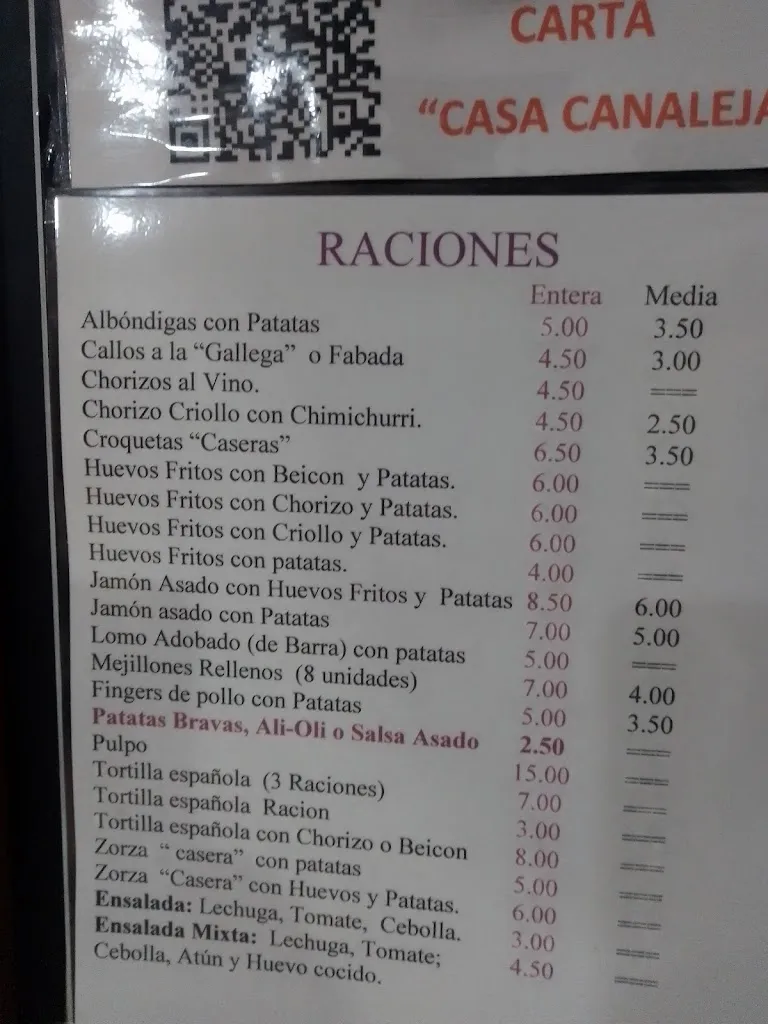 CARTA
“CASA CANALEJA
RACIONES
Entera Media
Albóndigas con Patatas 5.00 3.50
Callos a la “Gallega” o Fabada 4.50 3.00
Chorizos al Vino. 4.50 ===
Chorizo Criollo con Chimichurri. 4.50 2.50
Croquetas “Caseras” 6.50 3.50
Huevos Fritos con Beicon y Patatas. 6.00 ===
Huevos Fritos con Chorizo y Patatas. 6.00 ===
Huevos Fritos con Criollo y Patatas. 6.00 ===
Huevos Fritos con patatas. 4.00 ===
Jamón Asado con Huevos Fritos y Patatas 8.50 6.00
Jamón asado con Patatas 7.00 5.00
Lomo Adobado (de Barra) con patatas 5.00 ===
Mejillones Rellenos (8 unidades) 7.00 4.00
Fingers de pollo con Patatas 5.00 3.50
Patatas Bravas, Ali-Oli o Salsa Asado 2.50 ===
Pulpo 15.00 ===
Tortilla española (3 Raciones) 7.00 ===
Tortilla española Racion 3.00 ===
Tortilla española con Chorizo o Beicon 8.00 ===
Zorza “ casera” con patatas 5.00 ===
Zorza “Casera” con Huevos y Patatas. 6.00 ===
Ensalada: Lechuga, Tomate, Cebolla. 3.00 ===
Ensalada Mixta: Lechuga, Tomate; 4.50 ===
Cebolla, Atún y Huevo cocido.